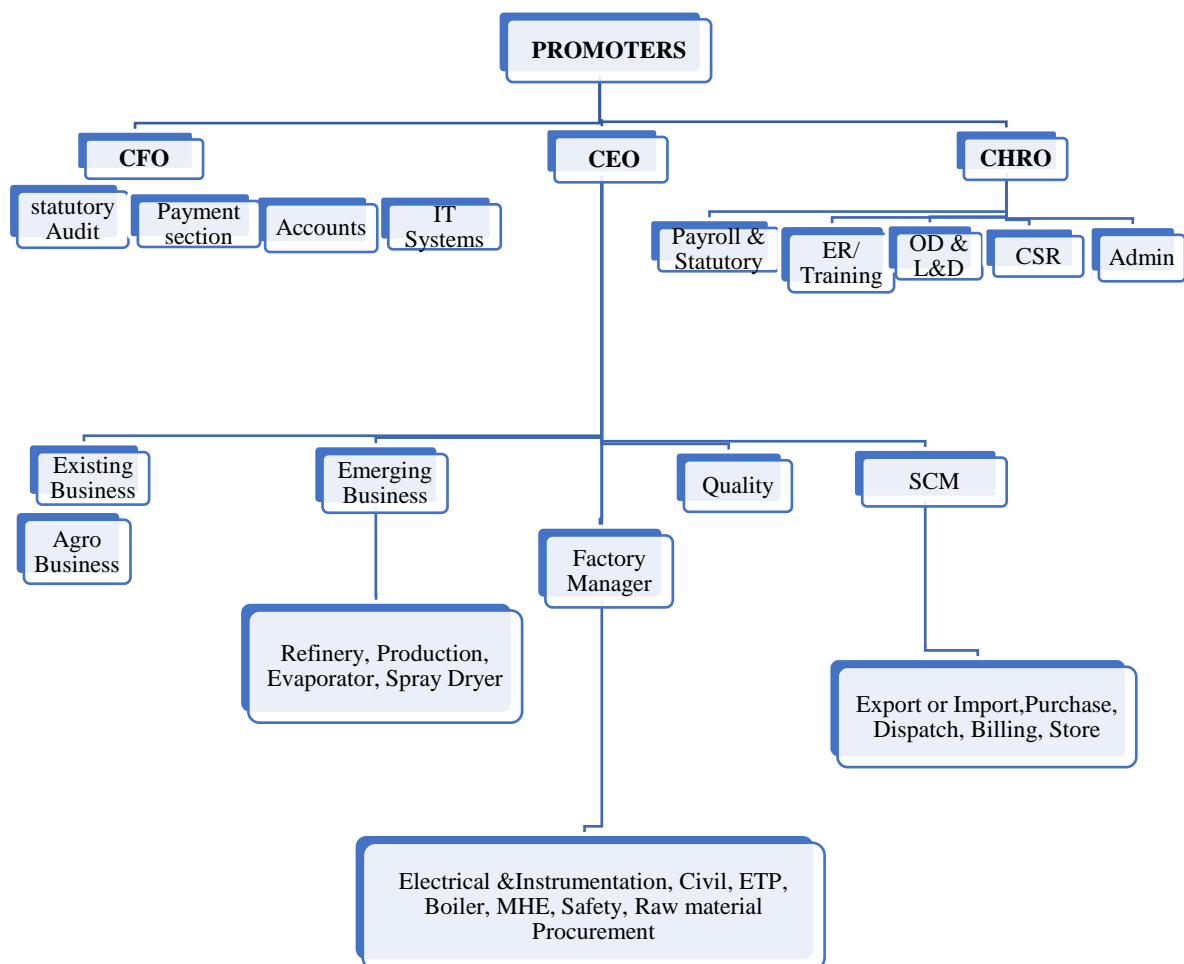 PROMOTERS
CFO
CEO
CHRO
statutory
Audit
Payment
section
Accounts
IT
Systems
Payroll &
Statutory
ER/
Training
OD &
L&D
CSR
Admin
Existing
Business
Agro
Business
Emerging
Business
Quality
SCM
Factory
Manager
Refinery, Production,
Evaporator, Spray Dryer
Export or Import,Purchase,
Dispatch, Billing, Store
Electrical &Instrumentation, Civil, ETP,
Boiler, MHE, Safety, Raw material
Procurement